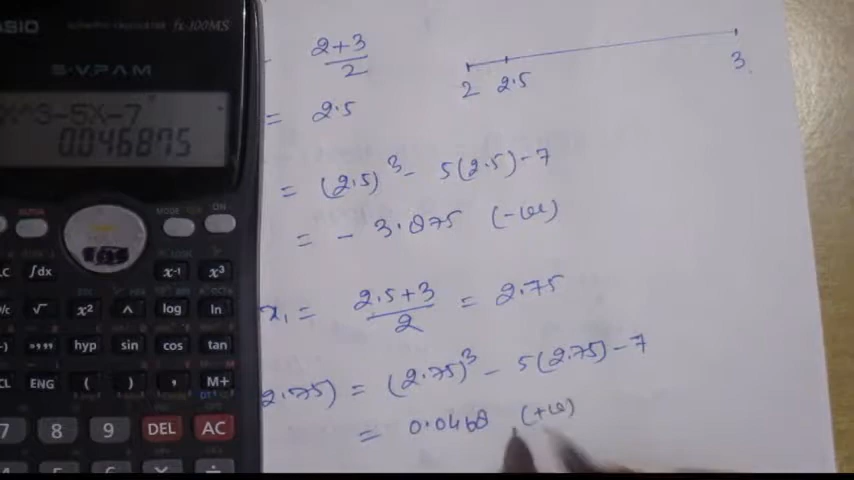 fx-100MS
S-V.P.A.M
X^3-5X-7
0.046875
2+3
2
= 2.5
2 2.5 3
= (2.5)^3 - 5(2.5)-7
= - 3.875 (-ve)
x₁ = 2.5+3 = 2.75
2
2.75) = (2.75)^3 - 5(2.75)-7
= 0.0468 (+ve)
ALPHA MODE ON
∫dx x-1 x³
√ x² ^ log ln
(-) hyp sin cos tan
ENG ( ) , M+
7 8 9 DEL AC